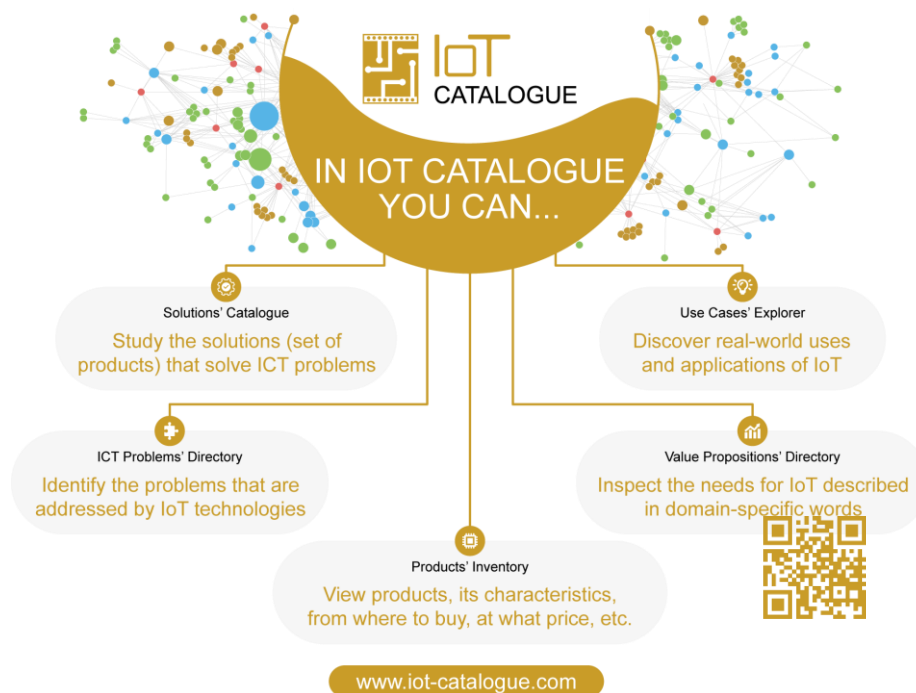 IoT
CATALOGUE
IN IOT CATALOGUE
YOU CAN...
Solutions' Catalogue
Study the solutions (set of
products) that solve ICT problems
Use Cases' Explorer
Discover real-world uses
and applications of IoT
ICT Problems' Directory
Identify the problems that are
addressed by IoT technologies
Value Propositions' Directory
Inspect the needs for IoT described
in domain-specific words
Products' Inventory
View products, its characteristics,
from where to buy, at what price, etc.
www.iot-catalogue.com